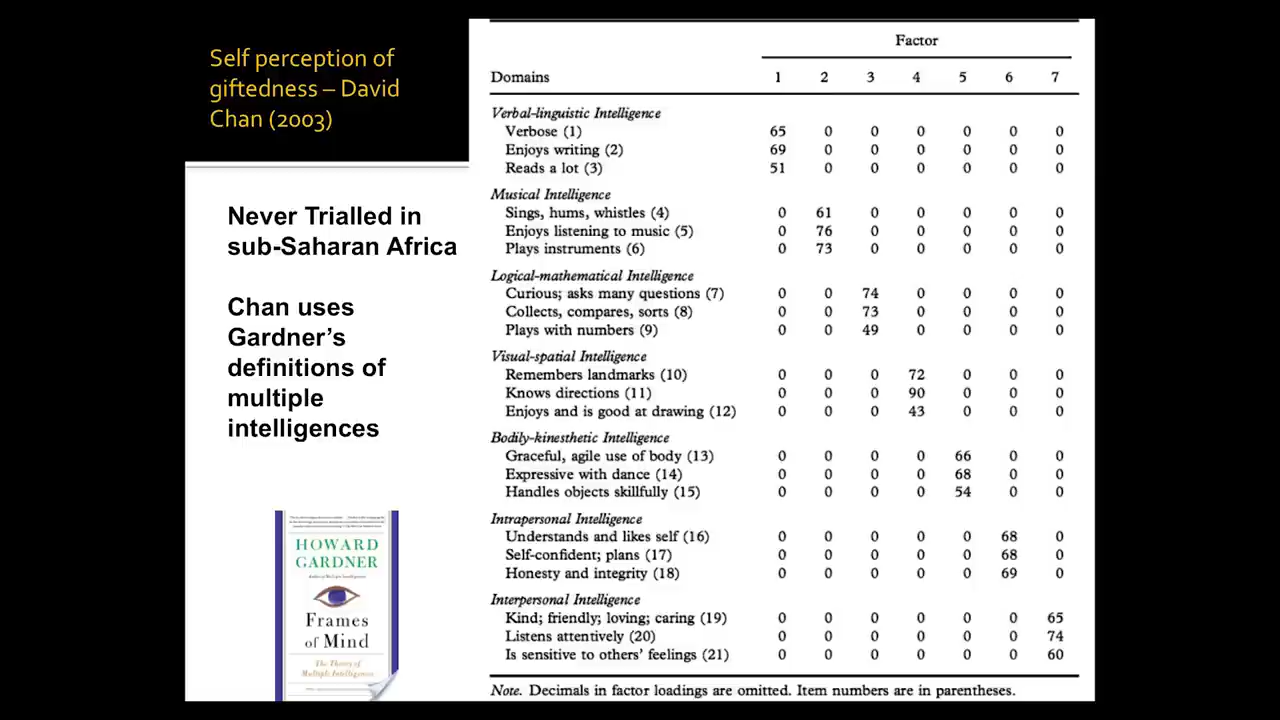 Self perception of
giftedness – David
Chan (2003)
Never Trialled in
sub-Saharan Africa
Chan uses
Gardner's
definitions of
multiple
intelligences
HOWARD
GARDNER
Frames
of Mind
The Theory of
Multiple Intelligences
Factor
Domains 1 2 3 4 5 6 7
Verbal-linguistic Intelligence
Verbose (1) 65 0 0 0 0 0 0
Enjoys writing (2) 69 0 0 0 0 0 0
Reads a lot (3) 51 0 0 0 0 0 0
Musical Intelligence
Sings, hums, whistles (4) 0 61 0 0 0 0 0
Enjoys listening to music (5) 0 76 0 0 0 0 0
Plays instruments (6) 0 73 0 0 0 0 0
Logical-mathematical Intelligence
Curious; asks many questions (7) 0 0 74 0 0 0 0
Collects, compares, sorts (8) 0 0 73 0 0 0 0
Plays with numbers (9) 0 0 49 0 0 0 0
Visual-spatial Intelligence
Remembers landmarks (10) 0 0 0 72 0 0 0
Knows directions (11) 0 0 0 90 0 0 0
Enjoys and is good at drawing (12) 0 0 0 43 0 0 0
Bodily-kinesthetic Intelligence
Graceful, agile use of body (13) 0 0 0 0 66 0 0
Expressive with dance (14) 0 0 0 0 68 0 0
Handles objects skillfully (15) 0 0 0 0 54 0 0
Intrapersonal Intelligence
Understands and likes self (16) 0 0 0 0 0 68 0
Self-confident; plans (17) 0 0 0 0 0 68 0
Honesty and integrity (18) 0 0 0 0 0 69 0
Interpersonal Intelligence
Kind; friendly; loving; caring (19) 0 0 0 0 0 0 65
Listens attentively (20) 0 0 0 0 0 0 74
Is sensitive to others' feelings (21) 0 0 0 0 0 0 60
Note. Decimals in factor loadings are omitted. Item numbers are in parentheses.